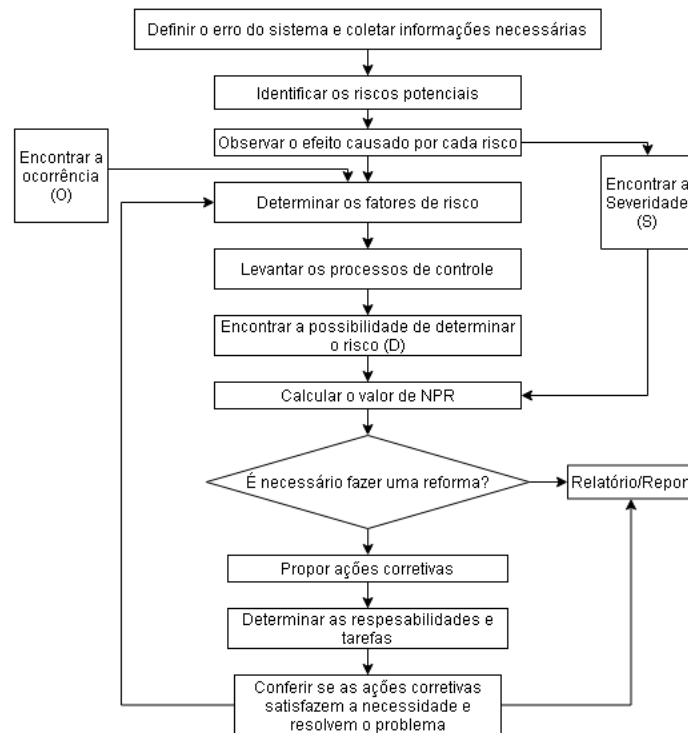 Definir o erro do sistema e coletar informações necessárias
Identificar os riscos potenciais
Observar o efeito causado por cada risco
Encontrar a
ocorrência
(O)
Encontrar a
Severidade
(S)
Determinar os fatores de risco
Levantar os processos de controle
Encontrar a possibilidade de determinar
o risco (D)
Calcular o valor de NPR
É necessário fazer uma reforma?
Relatório/Report
Propor ações corretivas
Determinar as respesabilidades e
tarefas
Conferir se as ações corretivas
satisfazem a necessidade e
resolvem o problema